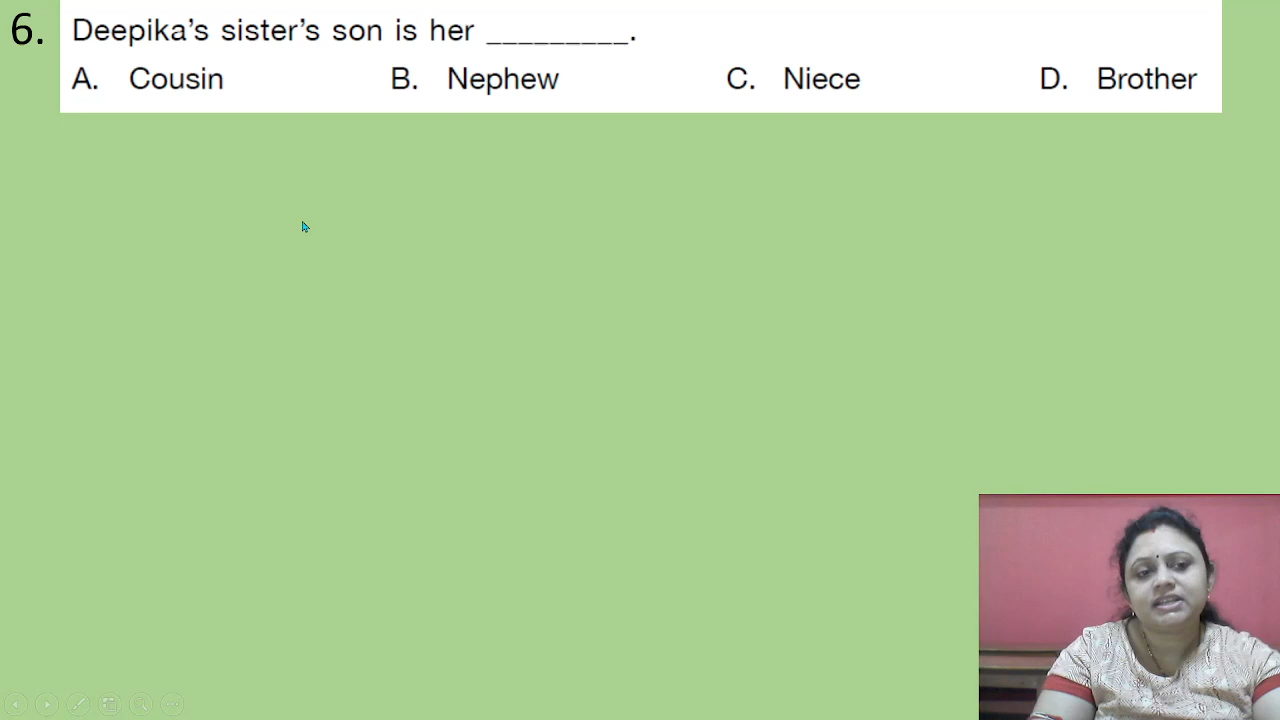 6. Deepika's sister's son is her _________.
A. Cousin B. Nephew C. Niece D. Brother